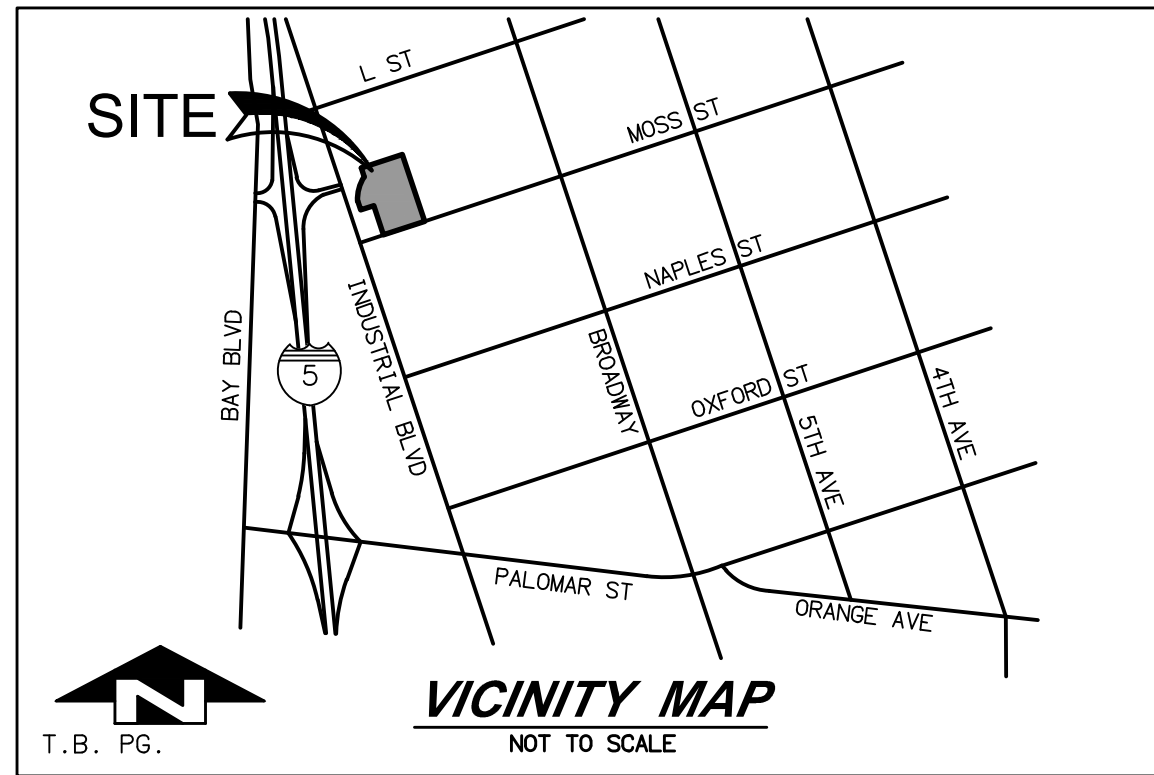 L ST
SITE
MOSS ST
NAPLES ST
INDUSTRIAL BLVD
BAY BLVD
BROADWAY
5
OXFORD ST
4TH AVE
5TH AVE
PALOMAR ST
ORANGE AVE
N
VICINITY MAP
T.B. PG.
NOT TO SCALE